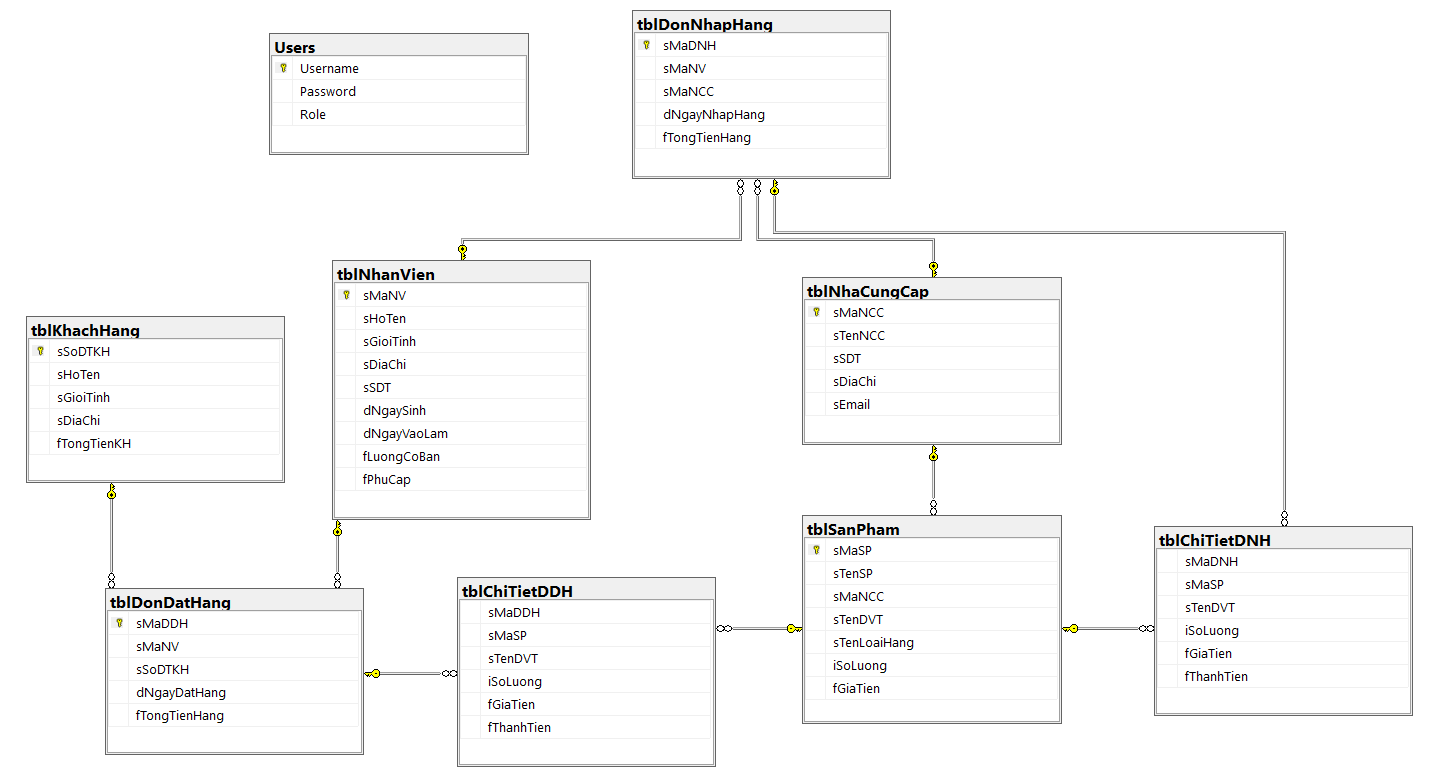 Users
Username
Password
Role
tblDonNhapHang
sMaDNH
sMaNV
sMaNCC
dNgayNhapHang
fTongTienHang
tblNhanVien
sMaNV
sHoTen
sGioiTinh
sDiaChi
sSDT
dNgaySinh
dNgayVaoLam
fLuongCoBan
fPhuCap
tblNhaCungCap
sMaNCC
sTenNCC
sSDT
sDiaChi
sEmail
tblKhachHang
sSoDTKH
sHoTen
sGioiTinh
sDiaChi
fTongTienKH
tblDonDatHang
sMaDDH
sMaNV
sSoDTKH
dNgayDatHang
fTongTienHang
tblChiTietDDH
sMaDDH
sMaSP
sTenDVT
iSoLuong
fGiaTien
fThanhTien
tblSanPham
sMaSP
sTenSP
sMaNCC
sTenDVT
sTenLoaiHang
iSoLuong
fGiaTien
tblChiTietDNH
sMaDNH
sMaSP
sTenDVT
iSoLuong
fGiaTien
fThanhTien